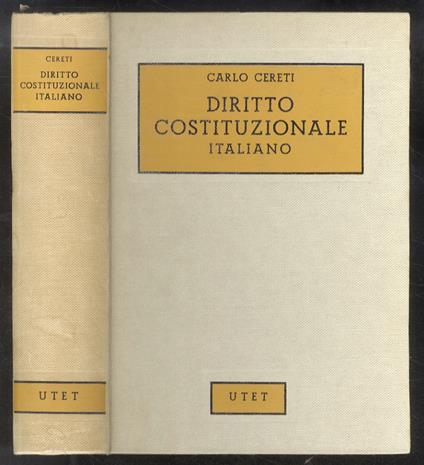 CERETI
DIRITTO
COSTITUZIONALE
ITALIANO
UTET
CARLO CERETI
DIRITTO
COSTITUZIONALE
ITALIANO
UTET